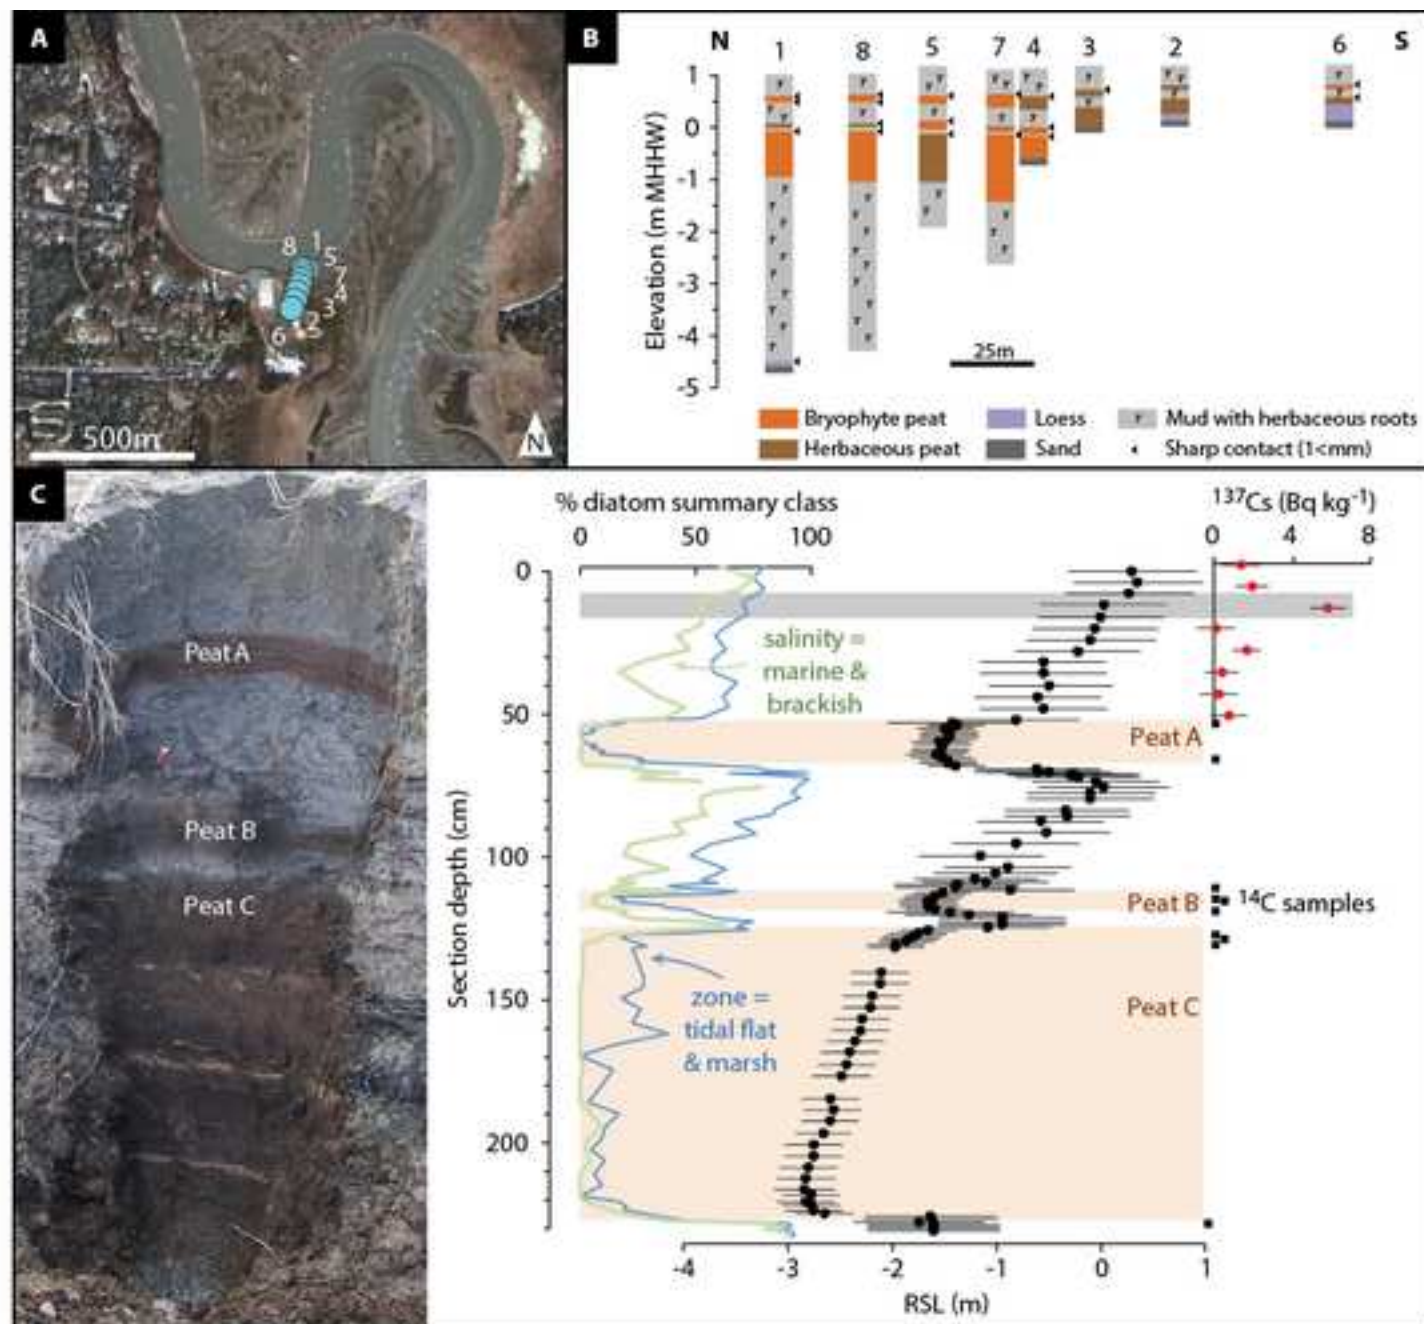 A
8 1
5
7
4
3
2
6
500m
N
B
N
S
1 8 5 7 4 3 2 6
Elevation (m MHHW)
1
0
-1
-2
-3
-4
-5
25m
Bryophyte peat
Loess
Mud with herbaceous roots
Herbaceous peat
Sand
Sharp contact (1<mm)
C
Peat A
Peat B
Peat C
% diatom summary class
0 50 100
¹³⁷Cs (Bq kg⁻¹)
0 4 8
Section depth (cm)
0
50
100
150
200
salinity =
marine &
brackish
Peat A
Peat B
¹⁴C samples
zone =
tidal flat
& marsh
Peat C
-4 -3 -2 -1 0 1
RSL (m)